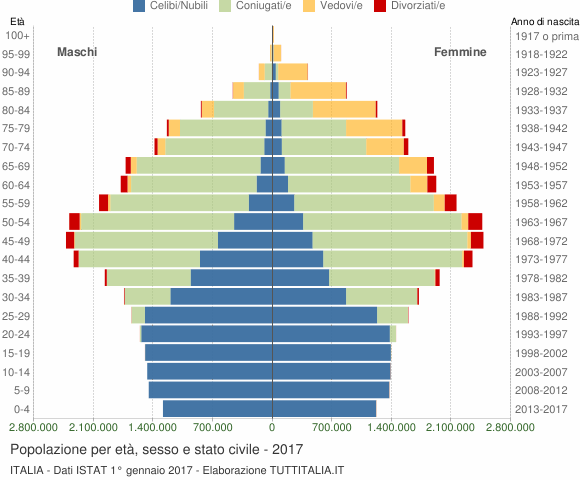 Celibi/Nubili Coniugati/e Vedovi/e Divorziati/e
Età Anno di nascita
Maschi Femmine
100+ 1917 o prima
95-99 1918-1922
90-94 1923-1927
85-89 1928-1932
80-84 1933-1937
75-79 1938-1942
70-74 1943-1947
65-69 1948-1952
60-64 1953-1957
55-59 1958-1962
50-54 1963-1967
45-49 1968-1972
40-44 1973-1977
35-39 1978-1982
30-34 1983-1987
25-29 1988-1992
20-24 1993-1997
15-19 1998-2002
10-14 2003-2007
5-9 2008-2012
0-4 2013-2017
2.800.000 2.100.000 1.400.000 700.000 0 700.000 1.400.000 2.100.000 2.800.000
Popolazione per età, sesso e stato civile - 2017
ITALIA - Dati ISTAT 1° gennaio 2017 - Elaborazione TUTTITALIA.IT